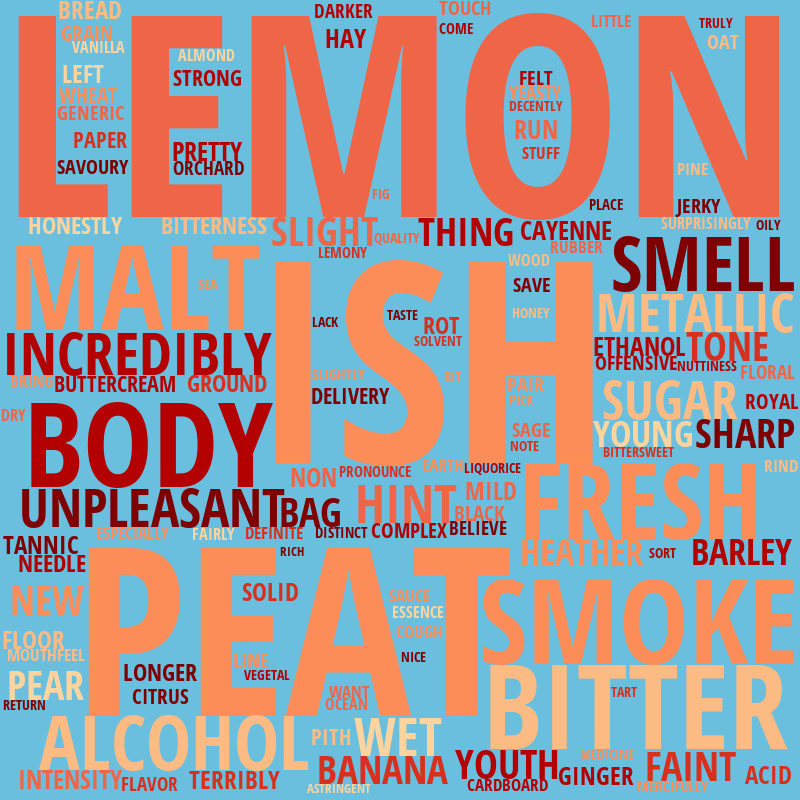 LEMON
BREAD
GRAIN
VANILLA
LEFT
WHEAT
GENERIC
PAPER
SAVOURY
ALMOND
STRONG
PRETTY
ORCHARD
DARKER
HAY
TOUCH
COME
LITTLE
TRULY
OAT
FELT
YEASTY
DECENTLY
RUN
STUFF
PINE
FIG
PLACE
JERKY
HONESTLY
BITTERNESS
SLIGHT
QUALITY
THING
CAYENNE
SURPRISINGLY
OILY
LEMONY
RUBBER
MALT
SEA
ISH
WOOD
SMELL
SAVE
HONEY
METALLIC
LACK
TASTE
ROT
SOLVENT
INCREDIBLY
ETHANOL
TONE
OFFENSIVE
NUTTINESS
FLORAL
BRING
BUTTERCREAM
GROUND
SLIGHTLY
BIT
PAIR
PICK
DELIVERY
SUGAR
ROYAL
DRY
BODY
SAGE
NOTE
YOUNG
SHARP
BITTERSWEET
RIND
NON
PRONOUNCE
EARTH
LIQUORICE
UNPLEASANT
BAG
HINT
MILD
BLACK
FRESH
ESPECIALLY
FAIRLY
DEFINITE
DISTINCT
COMPLEX
BELIEVE
TANNIC
NEEDLE
RICH
HEATHER
SORT
BARLEY
PEAT
NEW
SOLID
SAUCE
ESSENCE
COUGH
SMOKE
FLOOR
MOUTHFEEL
LINE
NICE
PEAR
LONGER
VEGETAL
CITRUS
WANT
OCEAN
BITTER
TART
RETURN
ALCOHOL
PITH
WET
INTENSITY
FLAVOR
TERRIBLY
BANANA
ASTRINGENT
YOUTH
CARDBOARD
GINGER
MEDICINE
FAINT
MERCIFULLY
ACID